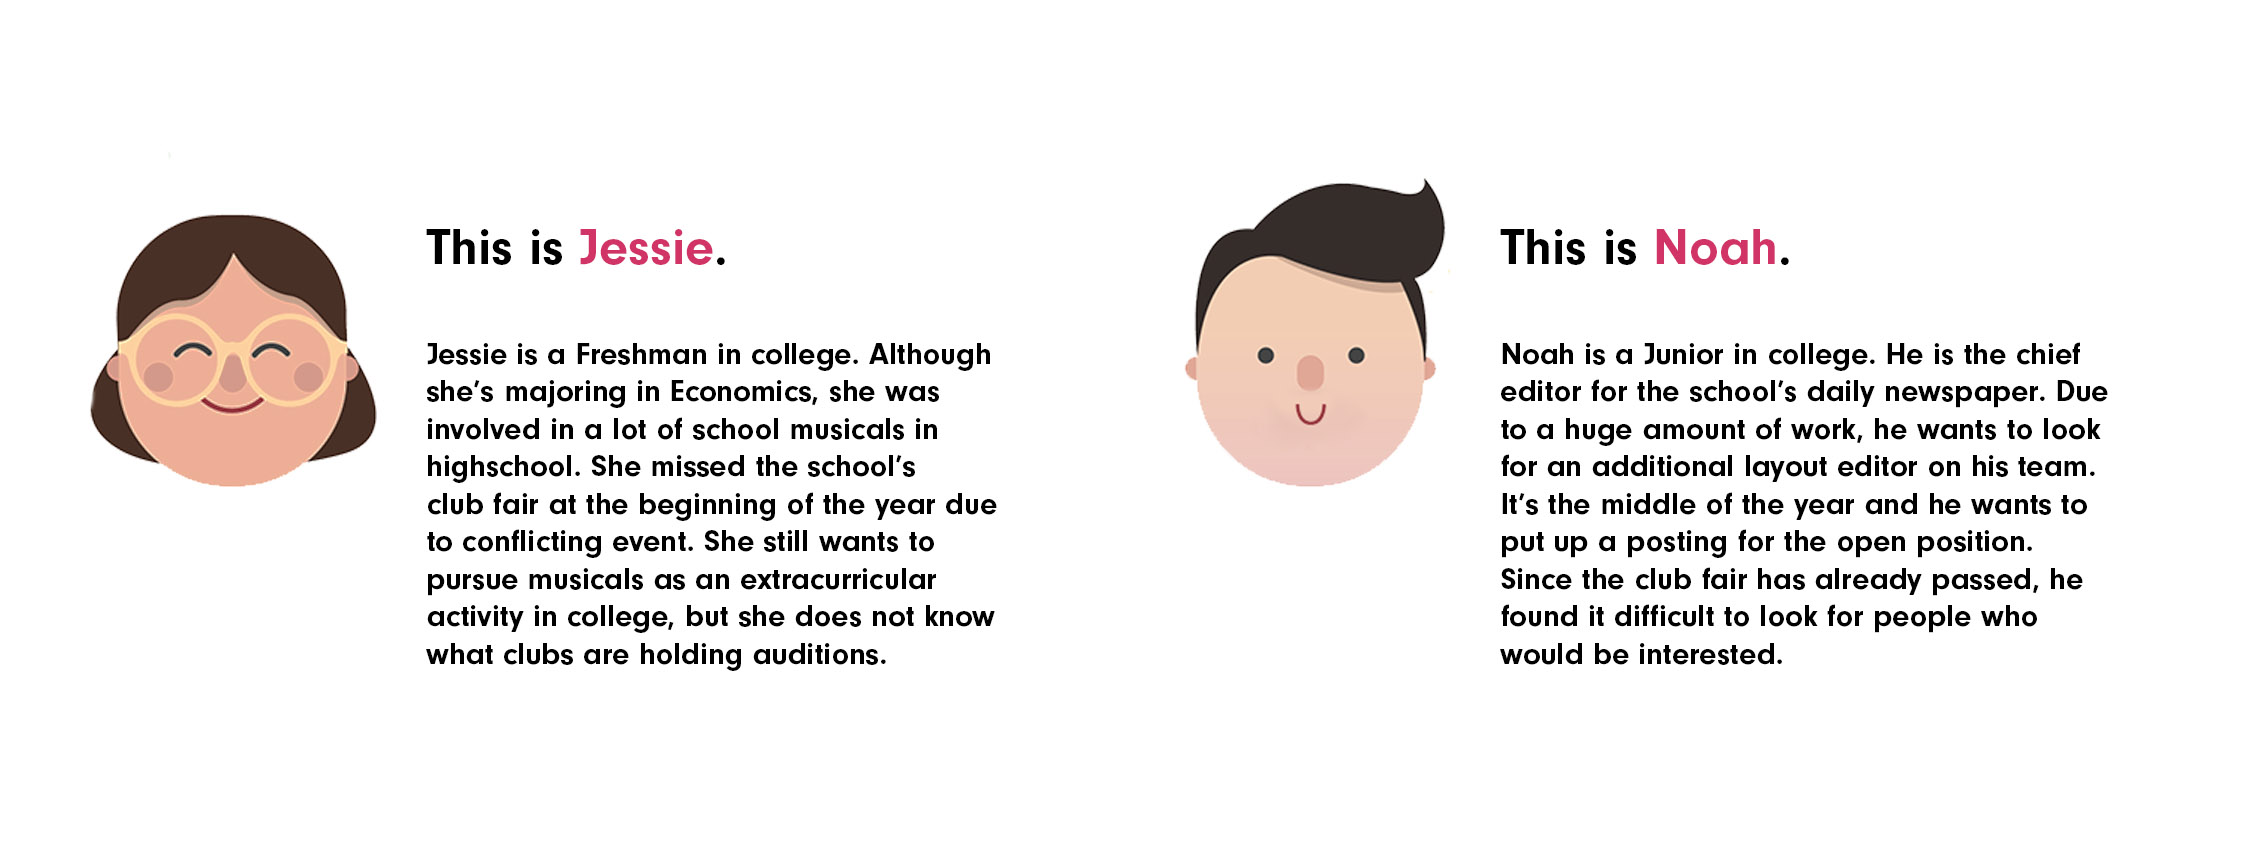 This is Jessie.
Jessie is a Freshman in college. Although
she’s majoring in Economics, she was
involved in a lot of school musicals in
highschool. She missed the school’s
club fair at the beginning of the year due
to conflicting event. She still wants to
pursue musicals as an extracurricular
activity in college, but she does not know
what clubs are holding auditions.
This is Noah.
Noah is a Junior in college. He is the chief
editor for the school’s daily newspaper. Due
to a huge amount of work, he wants to look
for an additional layout editor on his team.
It’s the middle of the year and he wants to
put up a posting for the open position.
Since the club fair has already passed, he
found it difficult to look for people who
would be interested.